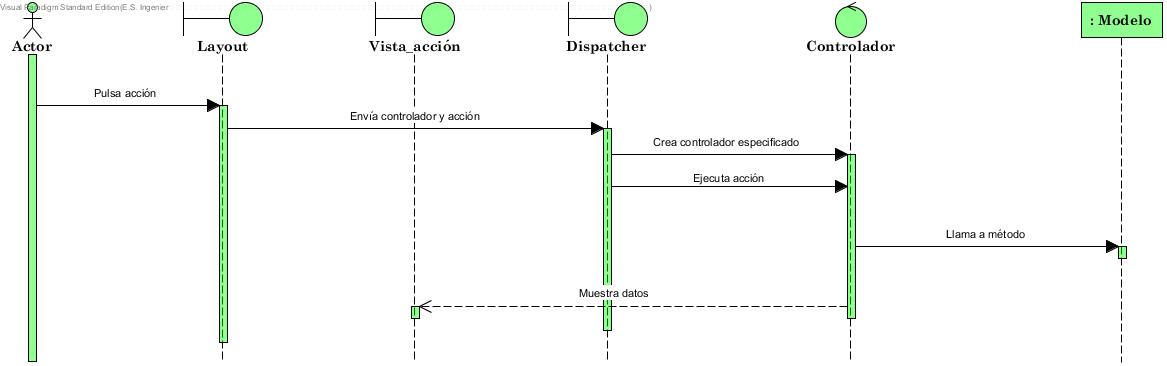 Visual Paradigm Standard Edition(E.S. Ingenier )
Actor
Layout
Vista_acción
Dispatcher
Controlador
: Modelo
Pulsa acción
Envía controlador y acción
Crea controlador especificado
Ejecuta acción
Llama a método
Muestra datos